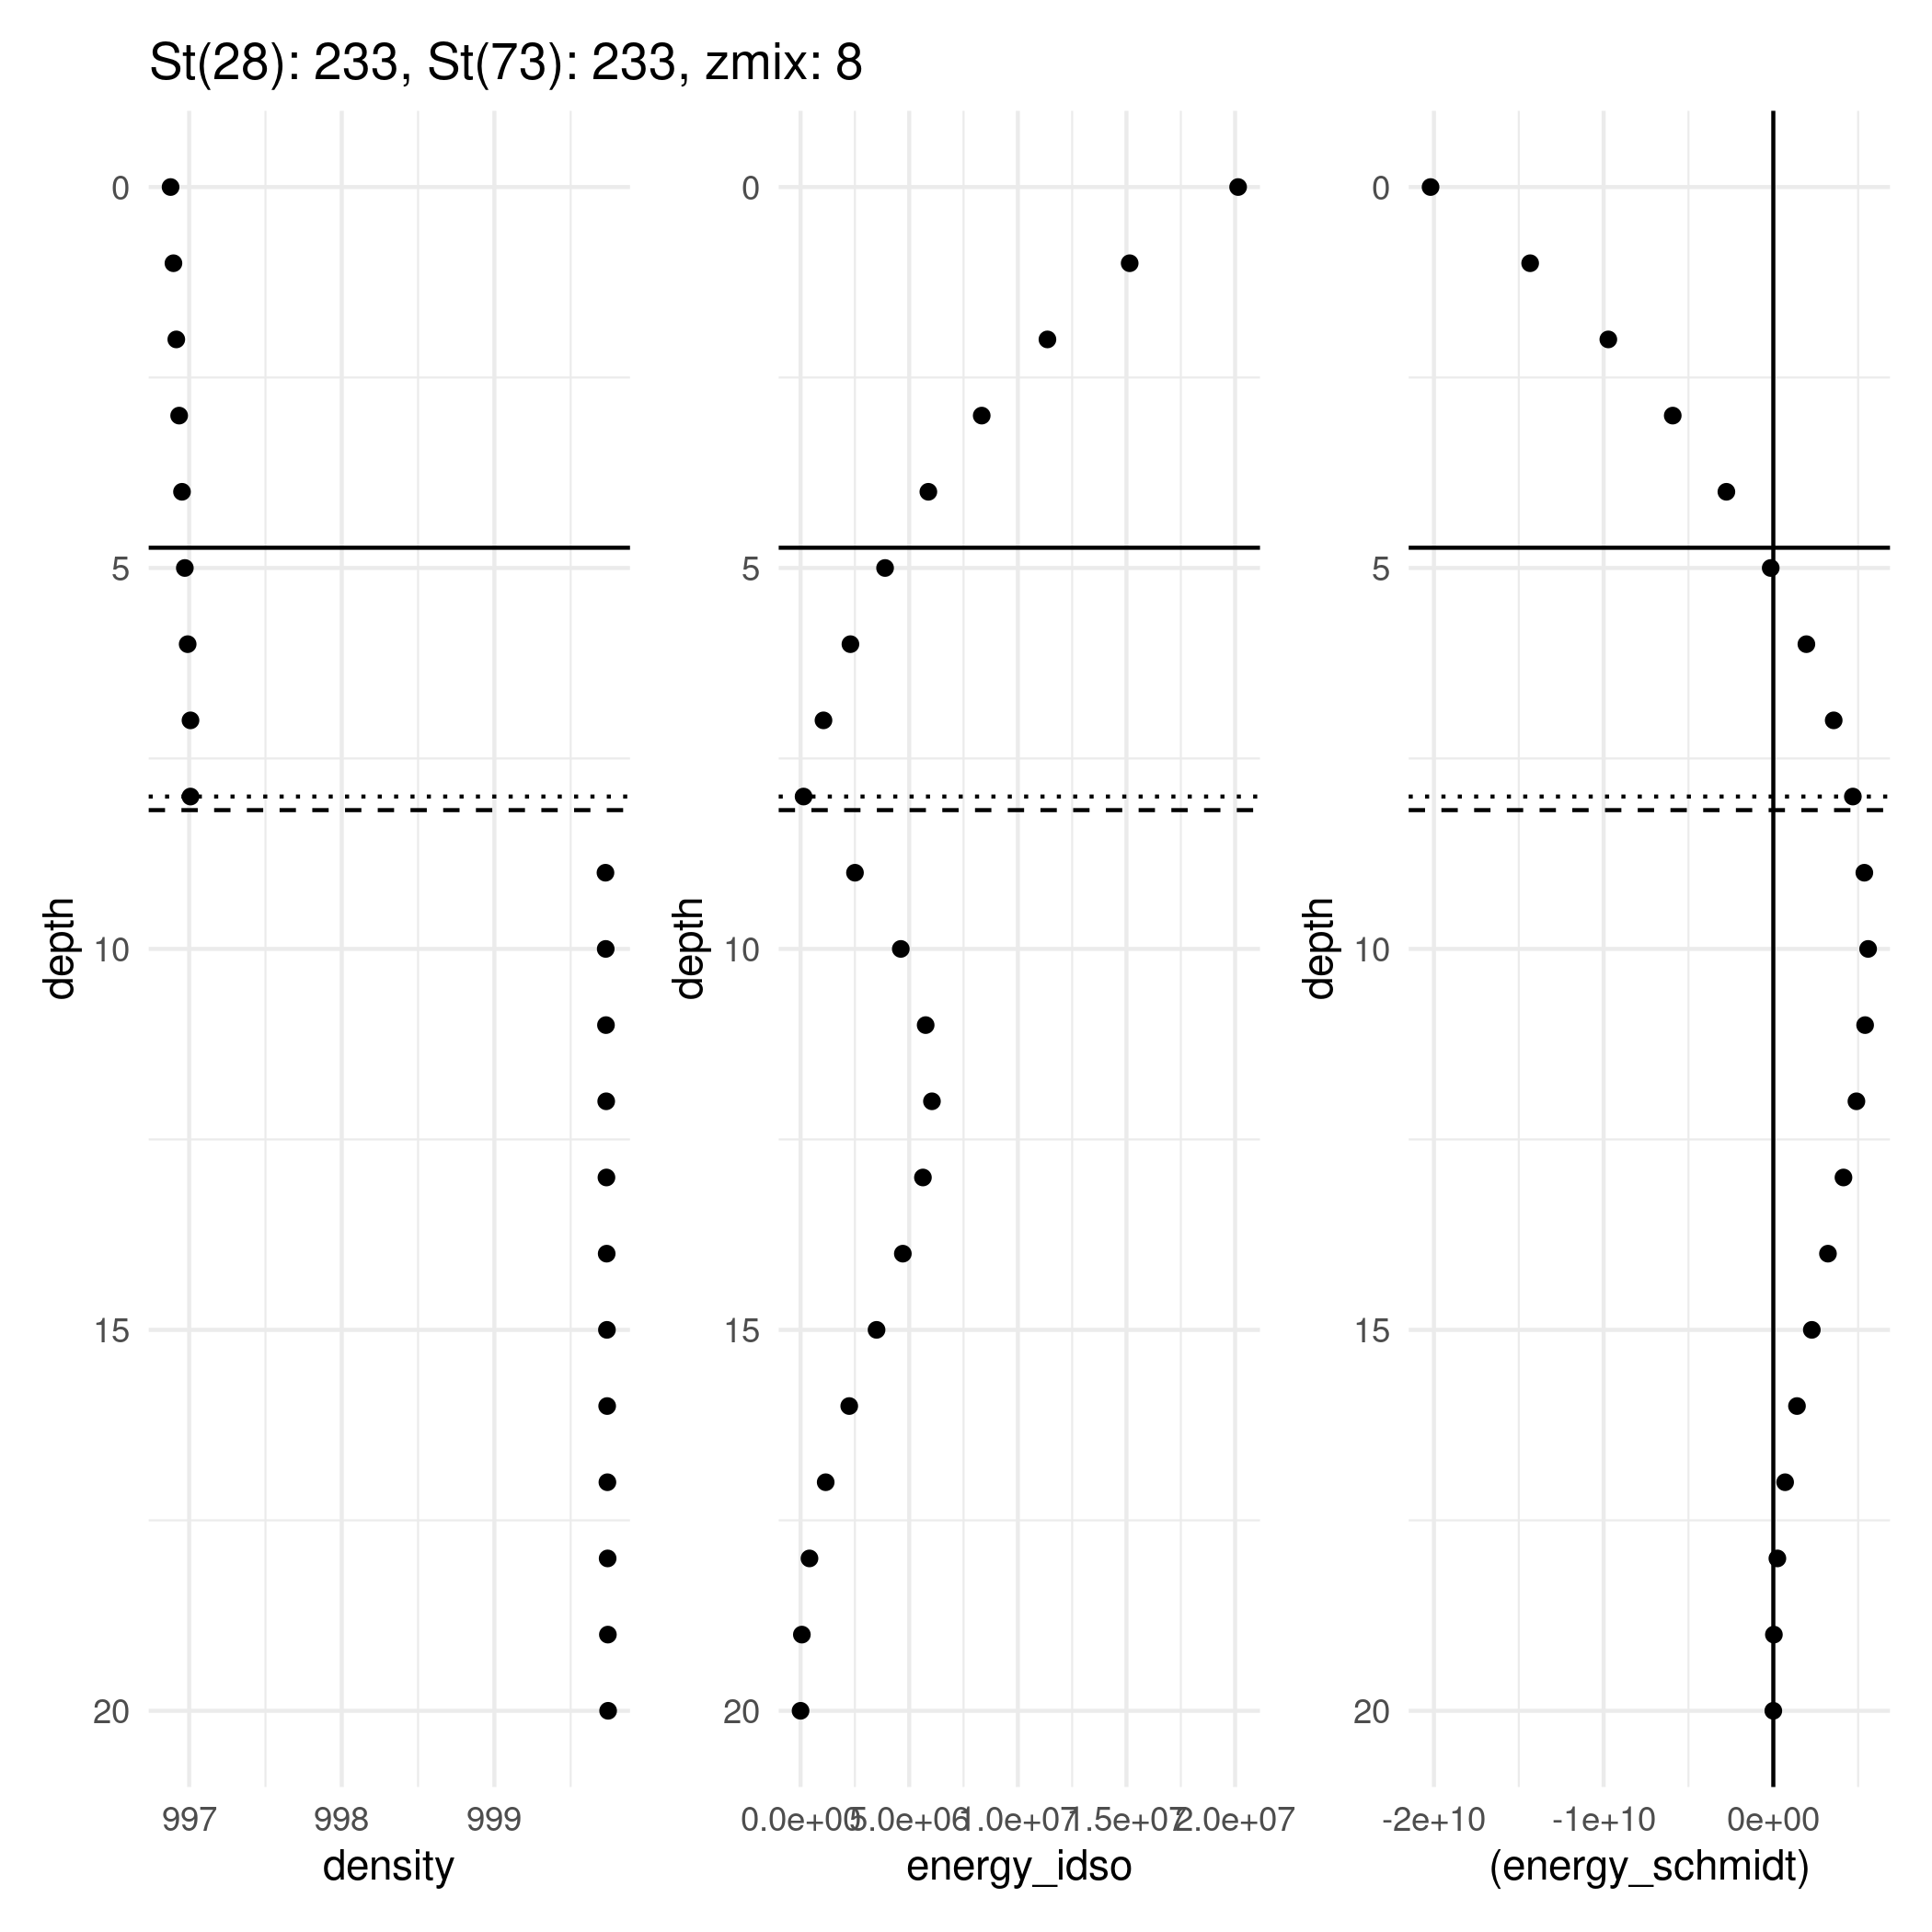 St(28): 233, St(73): 233, zmix: 8
depth
0
5
10
15
20
997 998 999
density
depth
0
5
10
15
20
0.0e+00 5.0e+06 1.0e+07 1.5e+07 2.0e+07
energy_idso
depth
0
5
10
15
20
-2e+10 -1e+10 0e+00
(energy_schmidt)